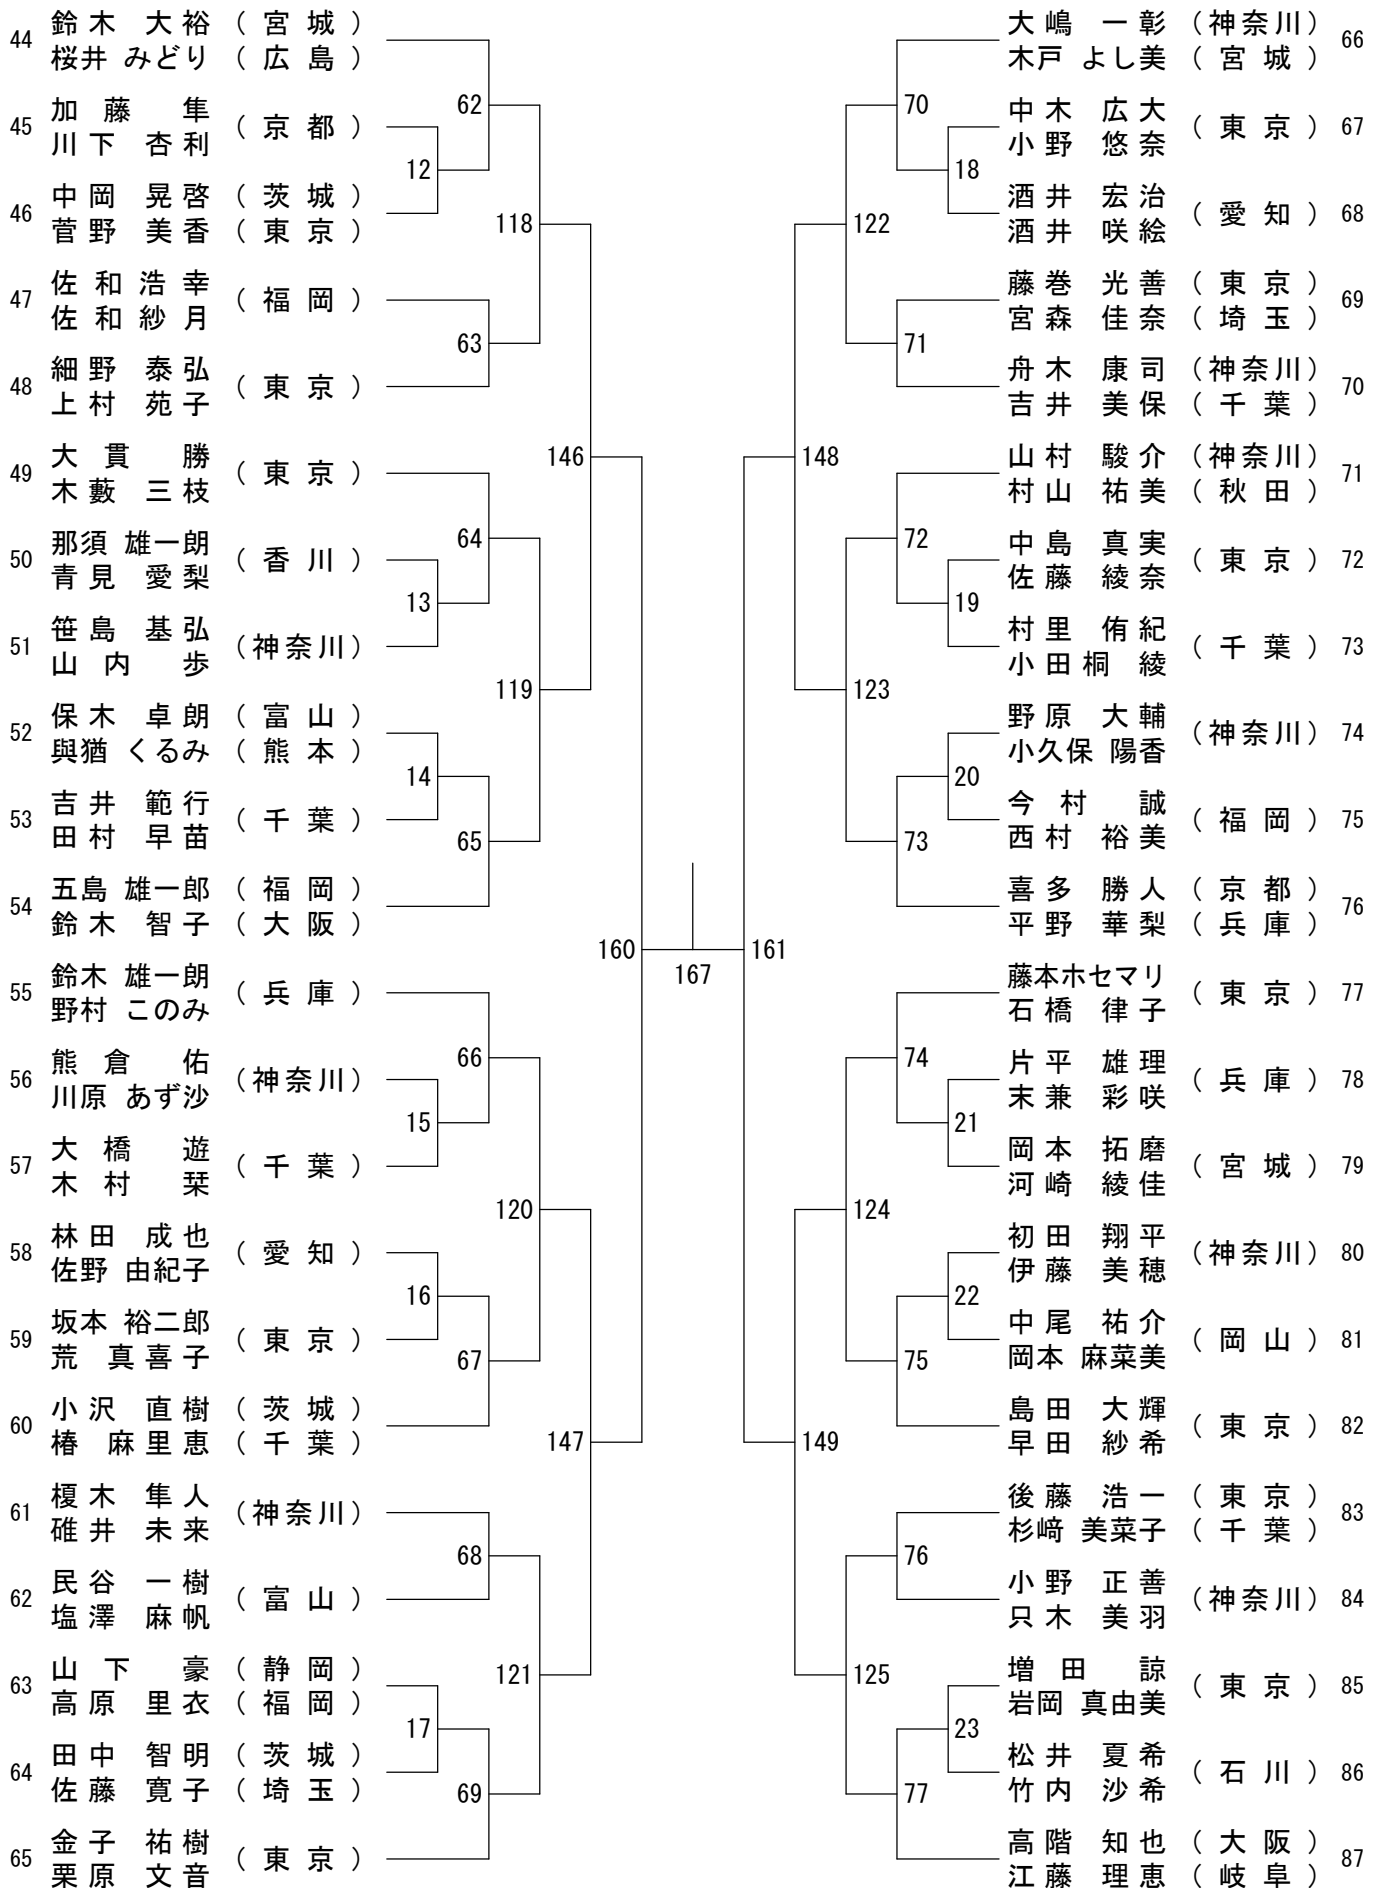 44 鈴木 大裕 (宮城)
桜井 みどり (広島)
45 加藤 隼 (京都)
川下 杏利
12
46 中岡 晃啓 (茨城)
菅野 美香 (東京)
62
47 佐和 浩幸 (福岡)
佐和 紗月
63
48 細野 泰弘 (東京)
上村 苑子
118
49 大貫 勝 (東京)
木藪 三枝
50 那須 雄一朗 (香川)
青見 愛梨
13
51 笹島 基弘 (神奈川)
山内 歩
64
52 保木 卓朗 (富山)
與猶 くるみ (熊本)
14
53 吉井 範行 (千葉)
田村 早苗
65
54 五島 雄一郎 (福岡)
鈴木 智子 (大阪)
119
146
55 鈴木 雄一朗 (兵庫)
野村 このみ
56 熊倉 佑 (神奈川)
川原 あず沙
15
57 大橋 遊 (千葉)
木村 栞
66
58 林田 成也 (愛知)
佐野 由紀子
16
59 坂本 裕二郎 (東京)
荒 真喜子
67
60 小沢 直樹 (茨城)
椿 麻里恵 (千葉)
120
61 榎木 隼人 (神奈川)
碓井 未来
68
62 民谷 一樹 (富山)
塩澤 麻帆
63 山下 豪 (静岡)
高原 里衣 (福岡)
17
64 田中 智明 (茨城)
佐藤 寛子 (埼玉)
69
65 金子 祐樹 (東京)
栗原 文音
121
147
160
167
161
大嶋 一彰 (神奈川) 66
木戸 よし美 (宮城)
70
中木 広大 (東京) 67
小野 悠奈
18
酒井 宏治 (愛知) 68
酒井 咲絵
122
藤巻 光善 (東京) 69
宮森 佳奈 (埼玉)
71
舟木 康司 (神奈川) 70
吉井 美保 (千葉)
148
山村 駿介 (神奈川) 71
村山 祐美 (秋田)
72
中島 真実 (東京) 72
佐藤 綾奈
19
村里 侑紀 (千葉) 73
小田桐 綾
123
野原 大輔 (神奈川) 74
小久保 陽香
20
今村 誠 (福岡) 75
西村 裕美
73
喜多 勝人 (京都) 76
平野 華梨 (兵庫)
藤本ホセマリ (東京) 77
石橋 律子
74
片平 雄理 (兵庫) 78
末兼 彩咲
21
岡本 拓磨 (宮城) 79
河崎 綾佳
124
初田 翔平 (神奈川) 80
伊藤 美穂
22
中尾 祐介 (岡山) 81
岡本 麻菜美
75
島田 大輝 (東京) 82
早田 紗希
149
後藤 浩一 (東京) 83
杉﨑 美菜子 (千葉)
76
小野 正善 (神奈川) 84
只木 美羽
125
増田 諒 (東京) 85
岩岡 真由美
23
松井 夏希 (石川) 86
竹内 沙希
77
高階 知也 (大阪) 87
江藤 理恵 (岐阜)